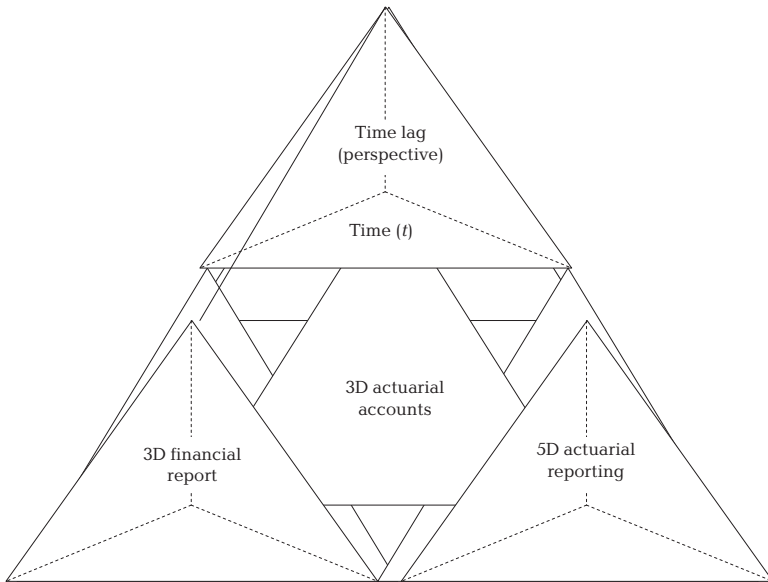 Time lag
(perspective)
Time (t)
3D actuarial
accounts
3D financial
report
5D actuarial
reporting